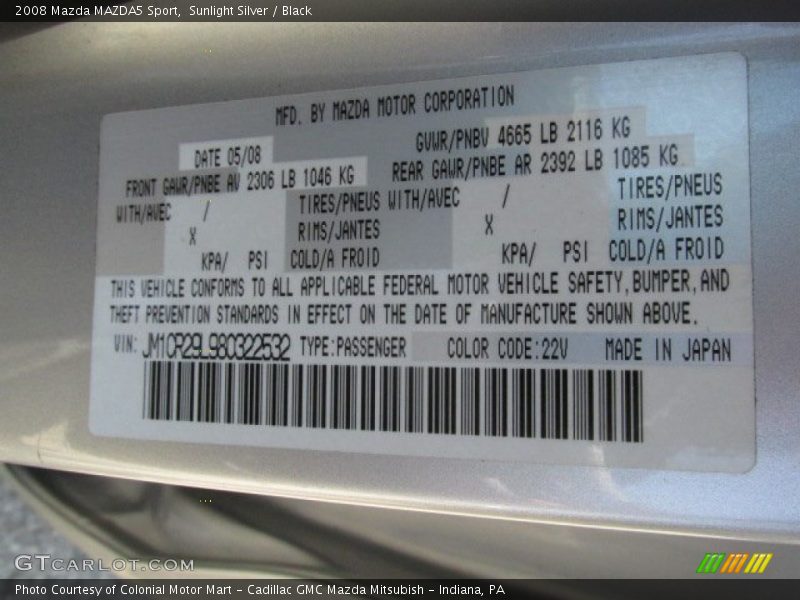 2008 Mazda MAZDA5 Sport, Sunlight Silver / Black
MFD. BY MAZDA MOTOR CORPORATION
DATE 05/08 GVWR/PNBV 4665 LB 2116 KG
FRONT GAWR/PNBE AV 2306 LB 1046 KG REAR GAWR/PNBE AR 2392 LB 1085 KG
WITH/AVEC / TIRES/PNEUS WITH/AVEC / TIRES/PNEUS
X RIMS/JANTES X RIMS/JANTES
KPA/ PSI COLD/A FROID KPA/ PSI COLD/A FROID
THIS VEHICLE CONFORMS TO ALL APPLICABLE FEDERAL MOTOR VEHICLE SAFETY, BUMPER, AND
THEFT PREVENTION STANDARDS IN EFFECT ON THE DATE OF MANUFACTURE SHOWN ABOVE.
VIN: JM1CR29L980322532 TYPE:PASSENGER COLOR CODE:22V MADE IN JAPAN
GTCARLOT.COM
Photo Courtesy of Colonial Motor Mart - Cadillac GMC Mazda Mitsubish - Indiana, PA